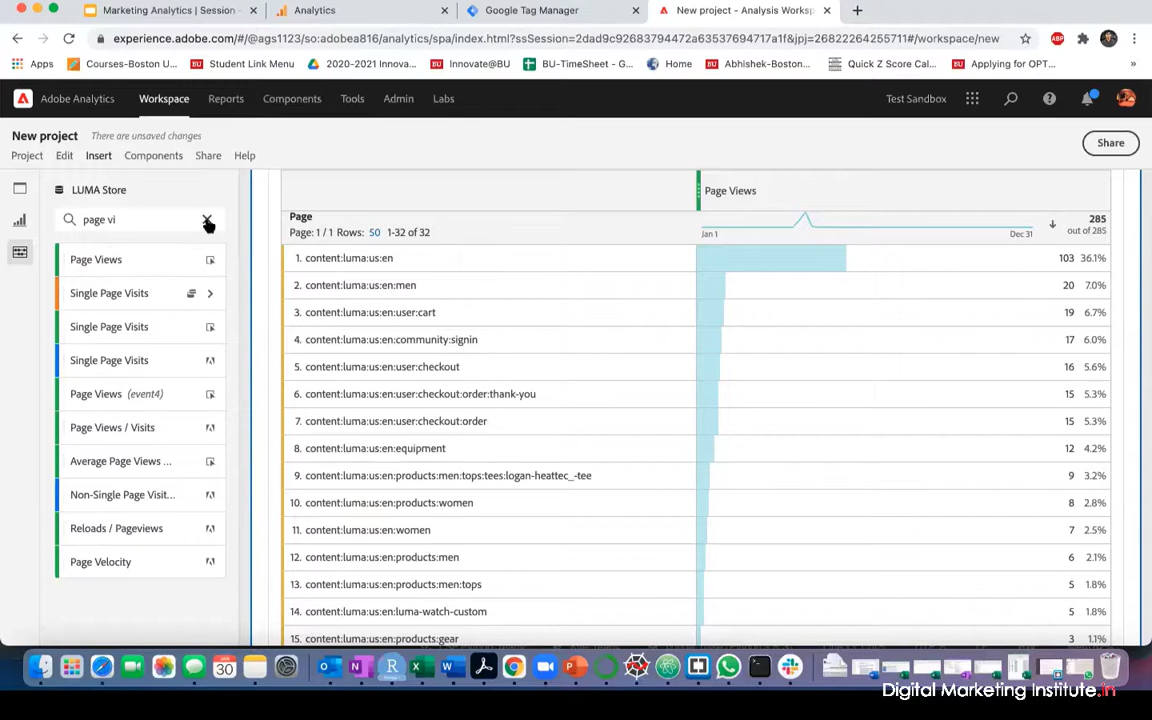 Marketing Analytics | Session -
Analytics
Google Tag Manager
New project - Analysis Worksp
experience.adobe.com/#/@ags1123/so:adobea816/analytics/spa/index.html?ssSession=2dad9c92683794472a63537694717a1f&jpj=26822264255711#/workspace/new
ABP
Apps
Courses-Boston U...
BU
Student Link Menu
2020-2021 Innova...
BU
Innovate@BU
BU-TimeSheet - G...
Home
BU
Abhishek-Boston...
Quick Z Score Cal...
BU
Applying for OPT...
»
Adobe Analytics
Workspace
Reports
Components
Tools
Admin
Labs
Test Sandbox
New project
There are unsaved changes
Project
Edit
Insert
Components
Share
Help
Share
LUMA Store
page vi
Page Views
Single Page Visits
Single Page Visits
Single Page Visits
Page Views (event4)
Page Views / Visits
Average Page Views ...
Non-Single Page Visit...
Reloads / Pageviews
Page Velocity
Page Views
Page
Page: 1 / 1 Rows: 50 1-32 of 32
Jan 1
Dec 31
285
out of 285
1. content:luma:us:en 103 36.1%
2. content:luma:us:en:men 20 7.0%
3. content:luma:us:en:user:cart 19 6.7%
4. content:luma:us:en:community:signin 17 6.0%
5. content:luma:us:en:user:checkout 16 5.6%
6. content:luma:us:en:user:checkout:order:thank-you 15 5.3%
7. content:luma:us:en:user:checkout:order 15 5.3%
8. content:luma:us:en:equipment 12 4.2%
9. content:luma:us:en:products:men:tops:tees:logan-heattec_-tee 9 3.2%
10. content:luma:us:en:products:women 8 2.8%
11. content:luma:us:en:women 7 2.5%
12. content:luma:us:en:products:men 6 2.1%
13. content:luma:us:en:products:men:tops 5 1.8%
14. content:luma:us:en:luma-watch-custom 5 1.8%
15. content:luma:us:en:products:gear 3 1.1%
30
Digital Marketing Institute.in